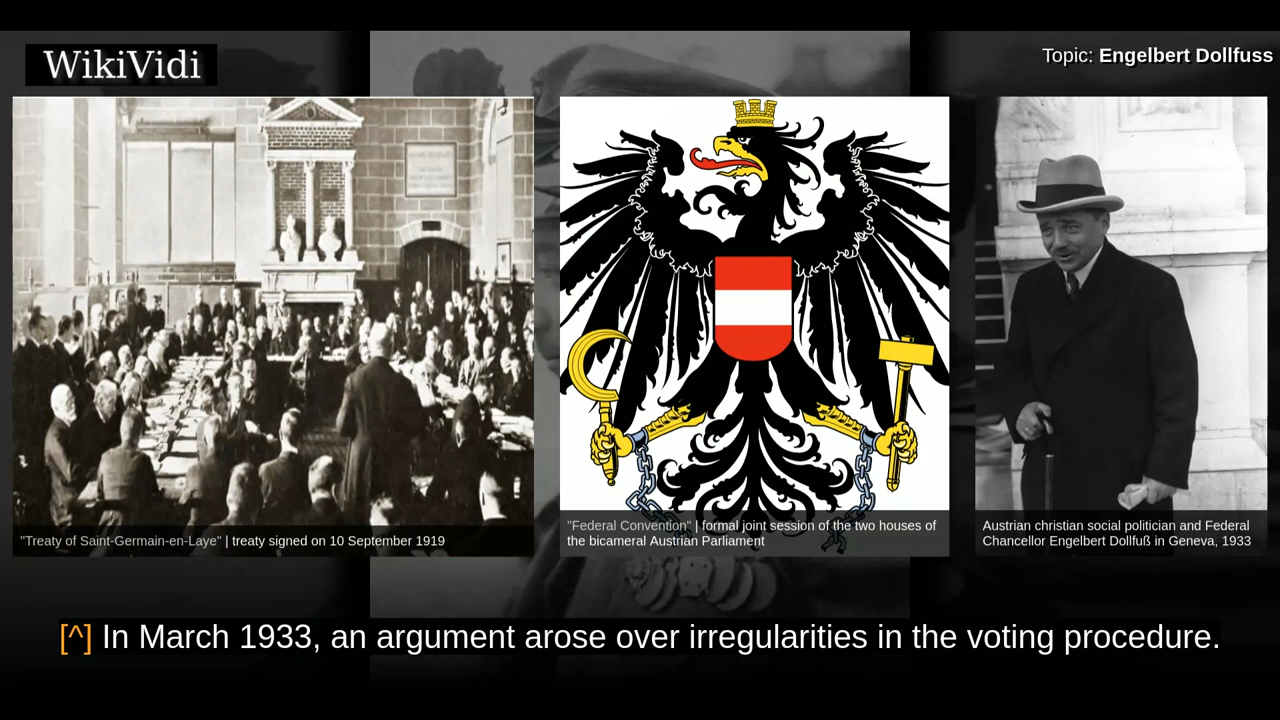 WikiVidi
Topic: Engelbert Dollfuss
"Treaty of Saint-Germain-en-Laye" | treaty signed on 10 September 1919
"Federal Convention" | formal joint session of the two houses of
the bicameral Austrian Parliament
Austrian christian social politician and Federal
Chancellor Engelbert Dollfuß in Geneva, 1933
[^] In March 1933, an argument arose over irregularities in the voting procedure.